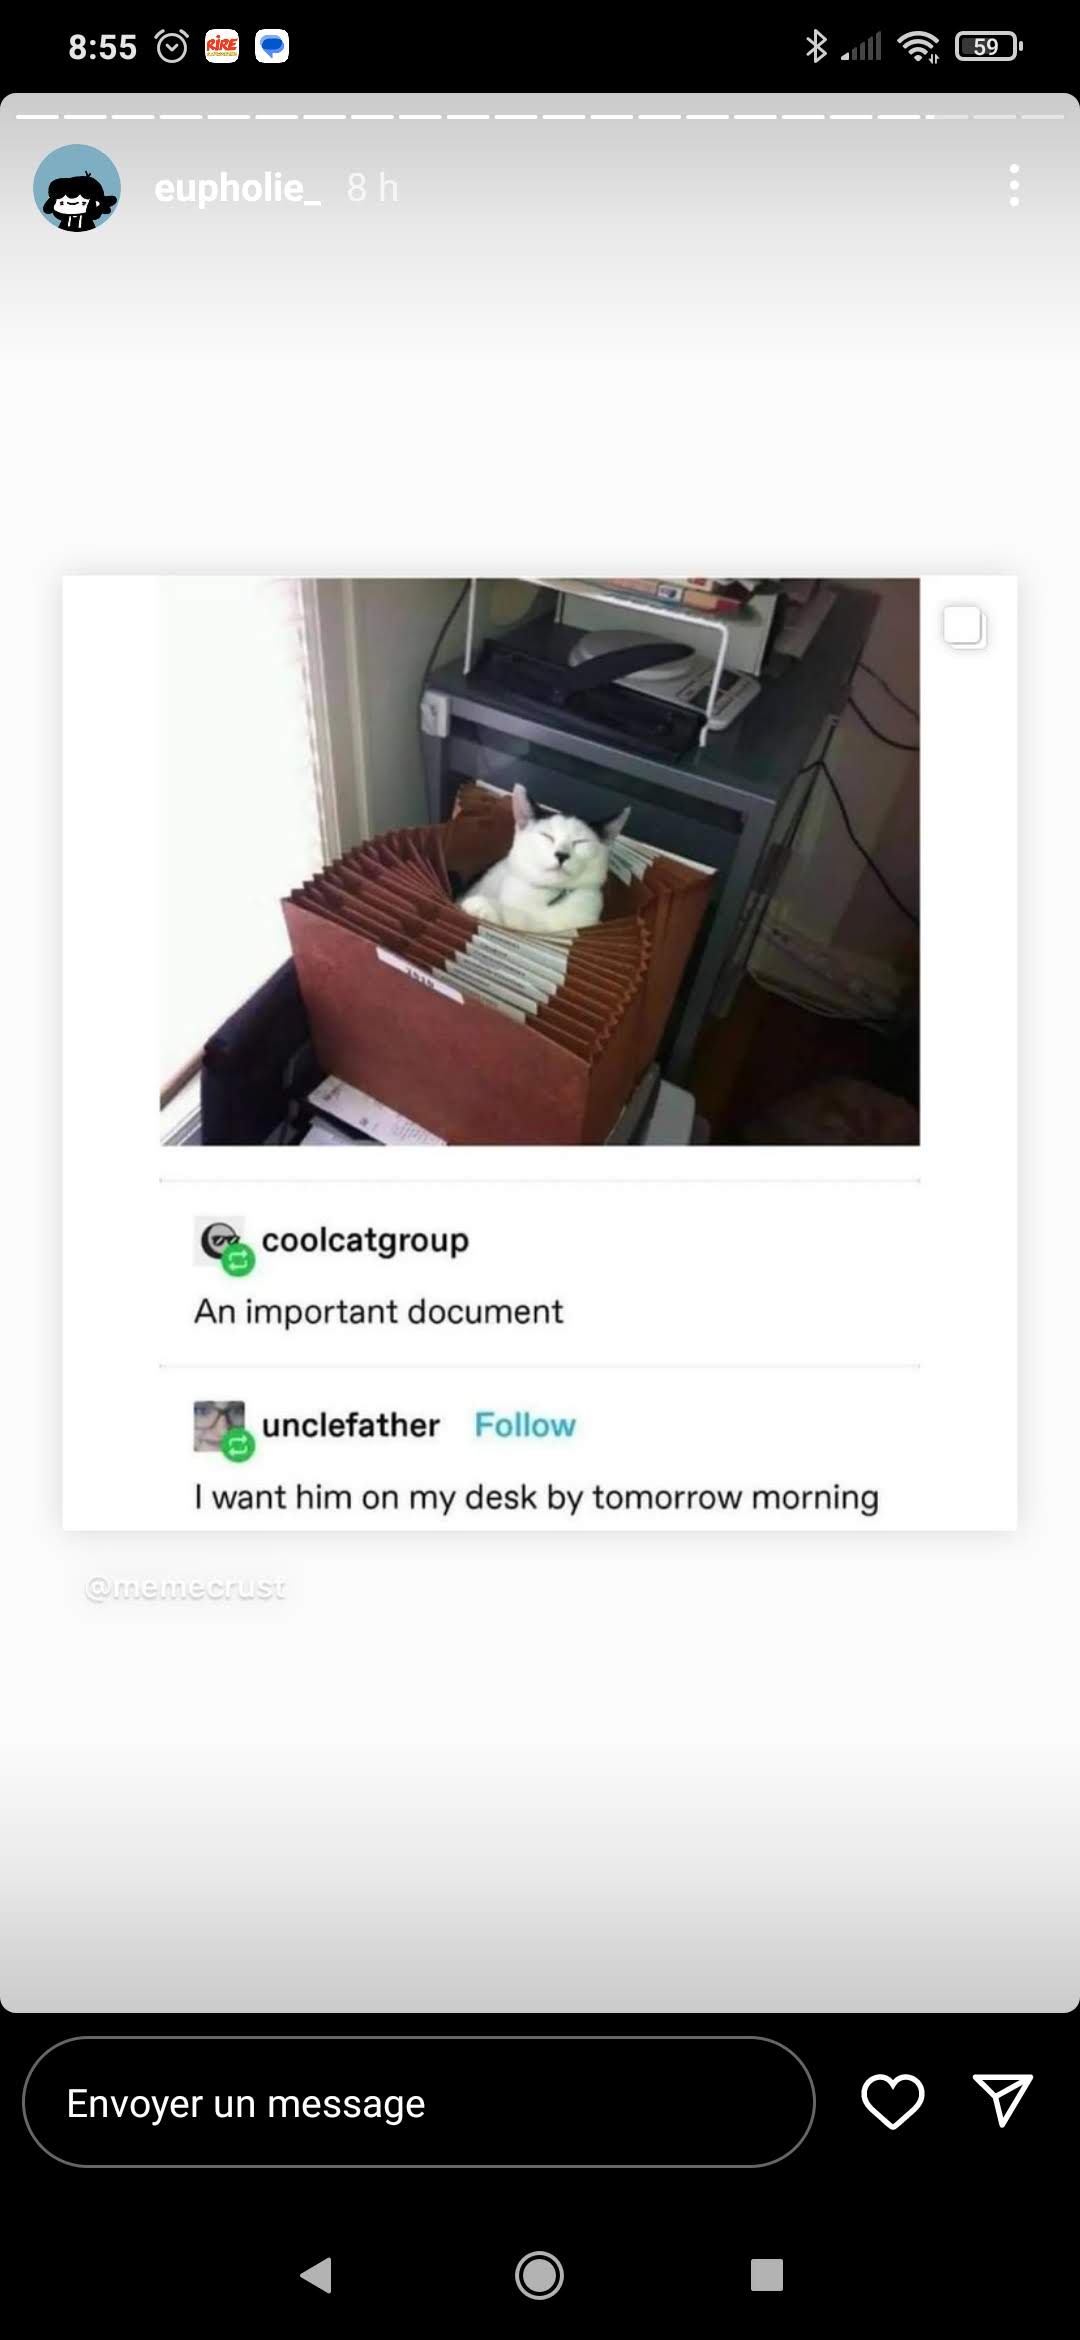 8:55
RiRE
59
eupholie_ 8 h
coolcatgroup
An important document
unclefather Follow
I want him on my desk by tomorrow morning
@memecrust
Envoyer un message